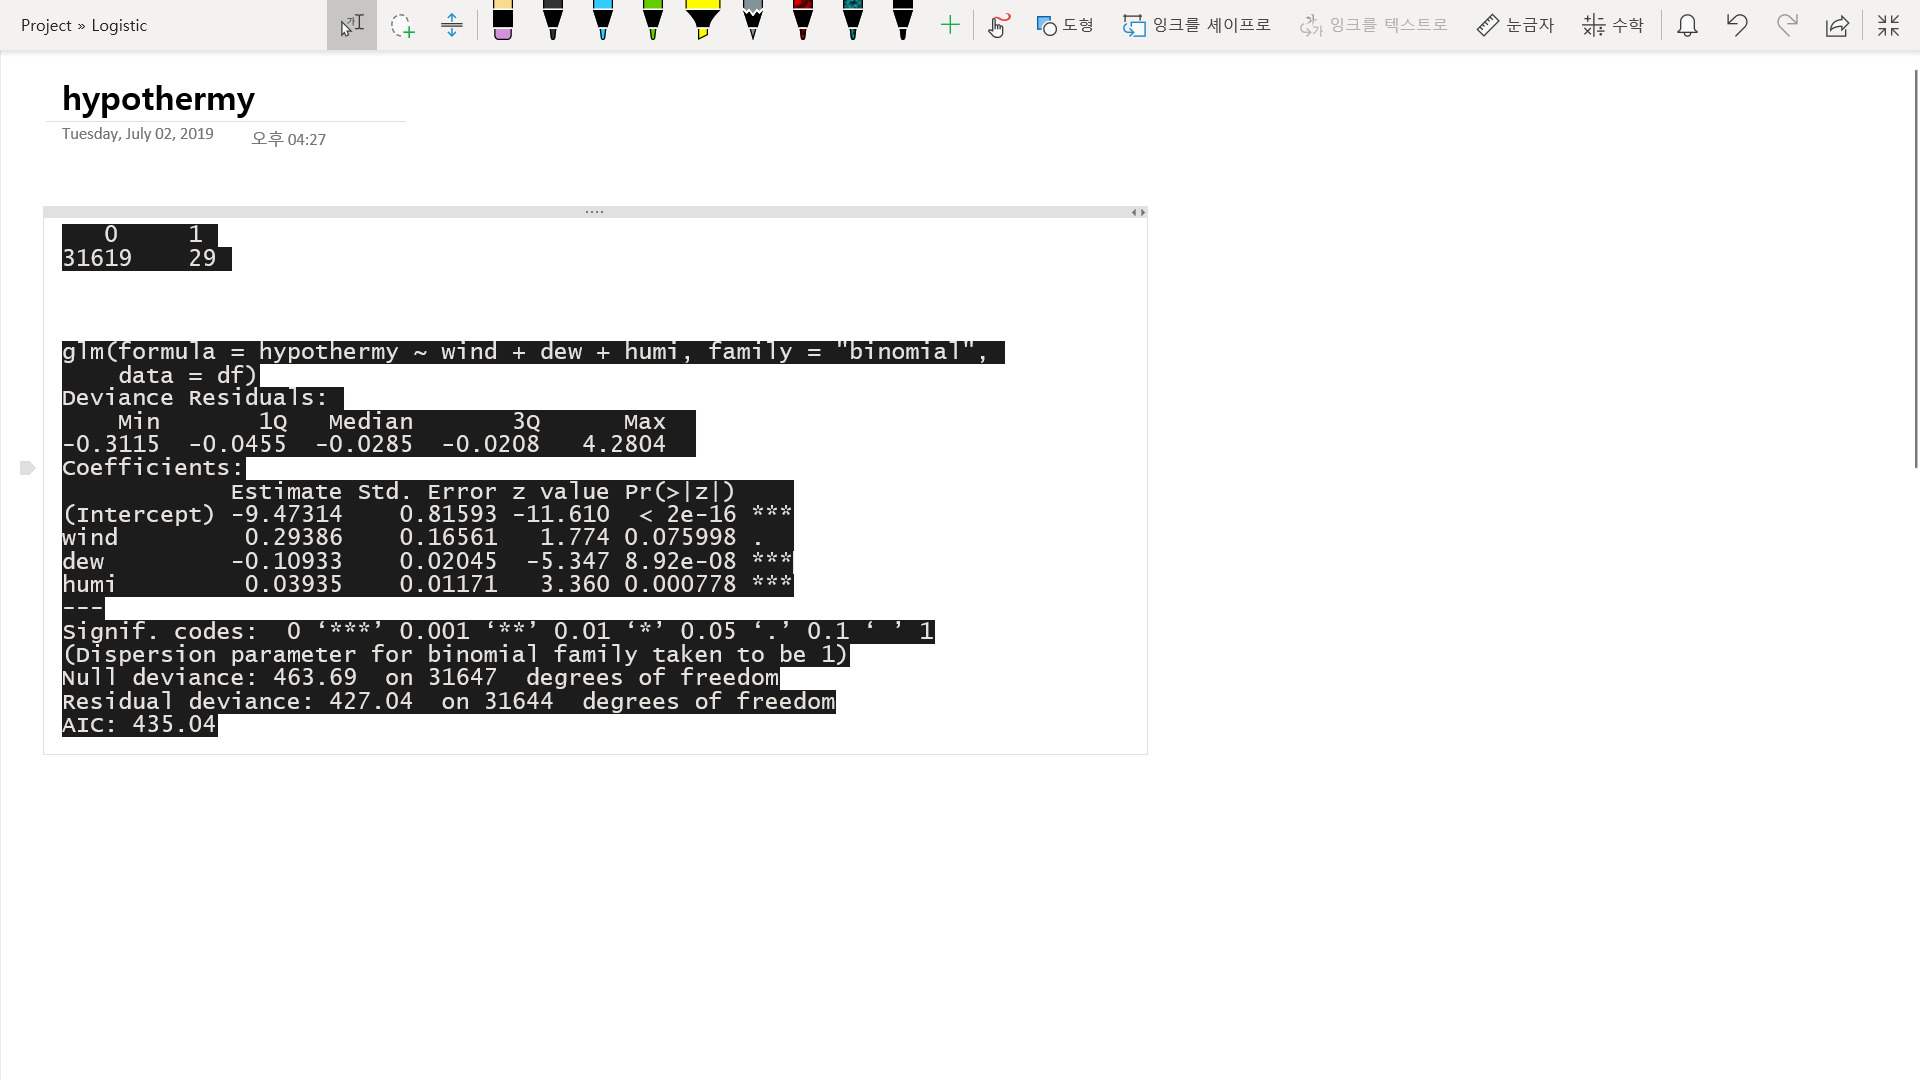 Project » Logistic 도형 잉크를 셰이프로 잉크를 텍스트로 눈금자 수학
hypothermy
Tuesday, July 02, 2019 오후 04:27
0 1
31619 29
glm(formula = hypothermy ~ wind + dew + humi, family = "binomial",
data = df)
Deviance Residuals:
Min 1Q Median 3Q Max
-0.3115 -0.0455 -0.0285 -0.0208 4.2804
Coefficients:
Estimate Std. Error z value Pr(>|z|)
(Intercept) -9.47314 0.81593 -11.610 < 2e-16 ***
wind 0.29386 0.16561 1.774 0.075998 .
dew -0.10933 0.02045 -5.347 8.92e-08 ***
humi 0.03935 0.01171 3.360 0.000778 ***
---
Signif. codes: 0 ‘***’ 0.001 ‘**’ 0.01 ‘*’ 0.05 ‘.’ 0.1 ‘ ’ 1
(Dispersion parameter for binomial family taken to be 1)
Null deviance: 463.69 on 31647 degrees of freedom
Residual deviance: 427.04 on 31644 degrees of freedom
AIC: 435.04